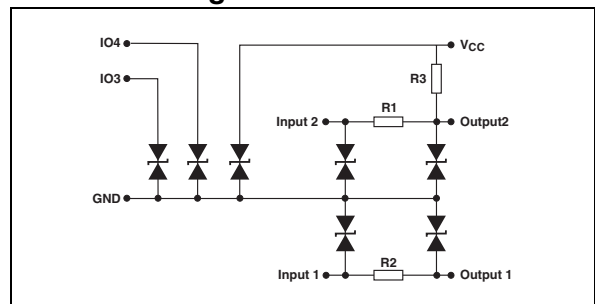 IO4
VCC
IO3
R3
R1
Input 2
Output2
GND
R2
Input 1
Output 1